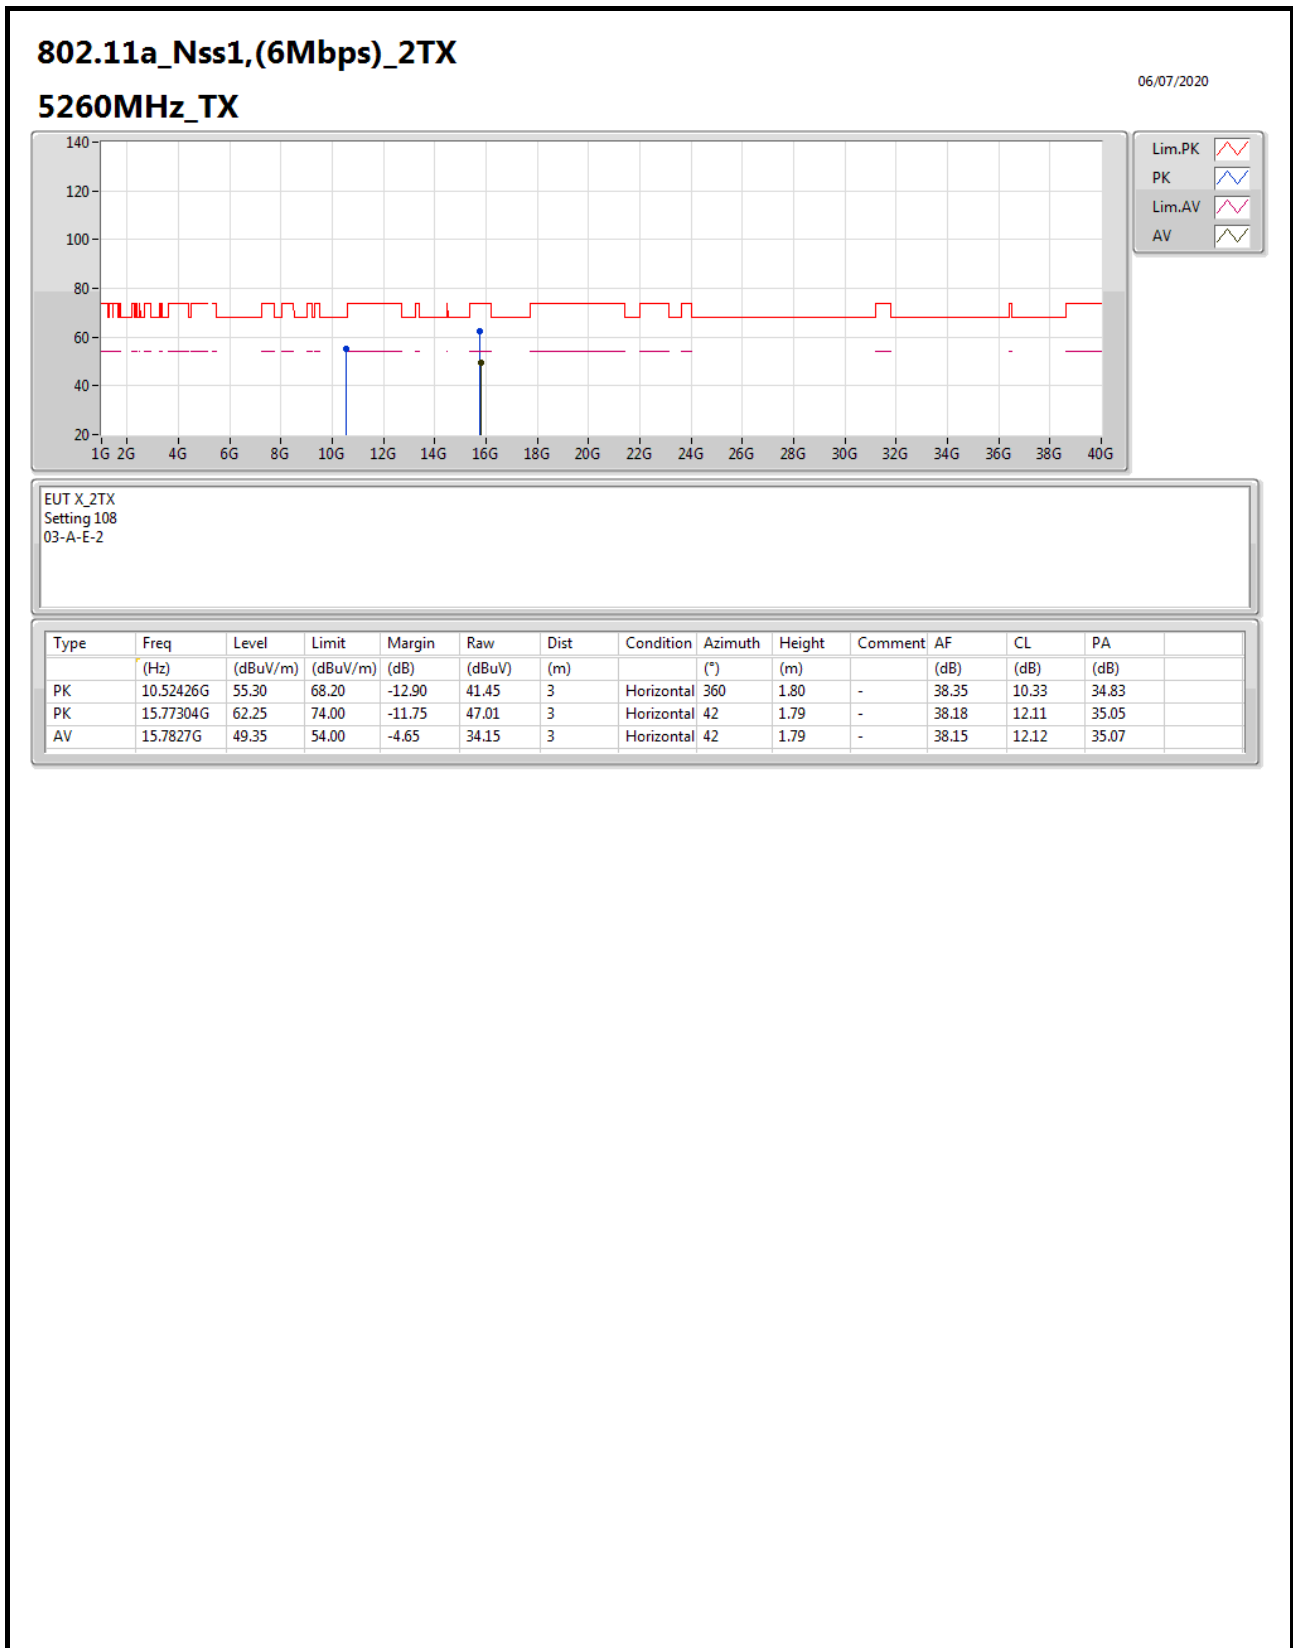 802.11a_Nss1,(6Mbps)_2TX
06/07/2020
5260MHz_TX
140
120
100
80
60
40
20
1G 2G 4G 6G 8G 10G 12G 14G 16G 18G 20G 22G 24G 26G 28G 30G 32G 34G 36G 38G 40G
Lim.PK
PK
Lim.AV
AV
EUT X_2TX
Setting 108
03-A-E-2
Type Freq Level Limit Margin Raw Dist Condition Azimuth Height Comment AF CL PA
(Hz) (dBuV/m) (dBuV/m) (dB) (dBuV) (m) (°) (m) (dB) (dB) (dB)
PK 10.52426G 55.30 68.20 -12.90 41.45 3 Horizontal 360 1.80 - 38.35 10.33 34.83
PK 15.77304G 62.25 74.00 -11.75 47.01 3 Horizontal 42 1.79 - 38.18 12.11 35.05
AV 15.7827G 49.35 54.00 -4.65 34.15 3 Horizontal 42 1.79 - 38.15 12.12 35.07